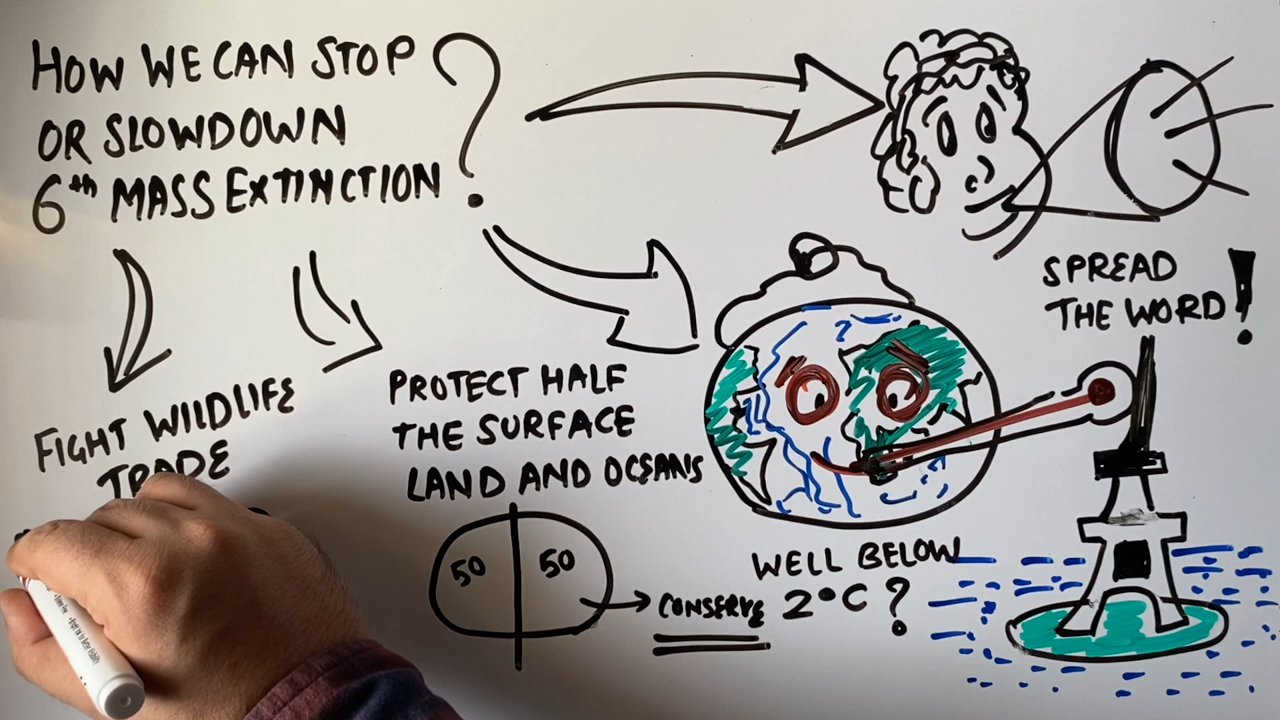 HOW WE CAN STOP
OR SLOWDOWN
6th MASS EXTINCTION ?
FIGHT WILDLIFE
TRADE
PROTECT HALF
THE SURFACE
LAND AND OCEANS
50 50
CONSERVE
WELL BELOW
2°C ?
SPREAD
THE WORD !